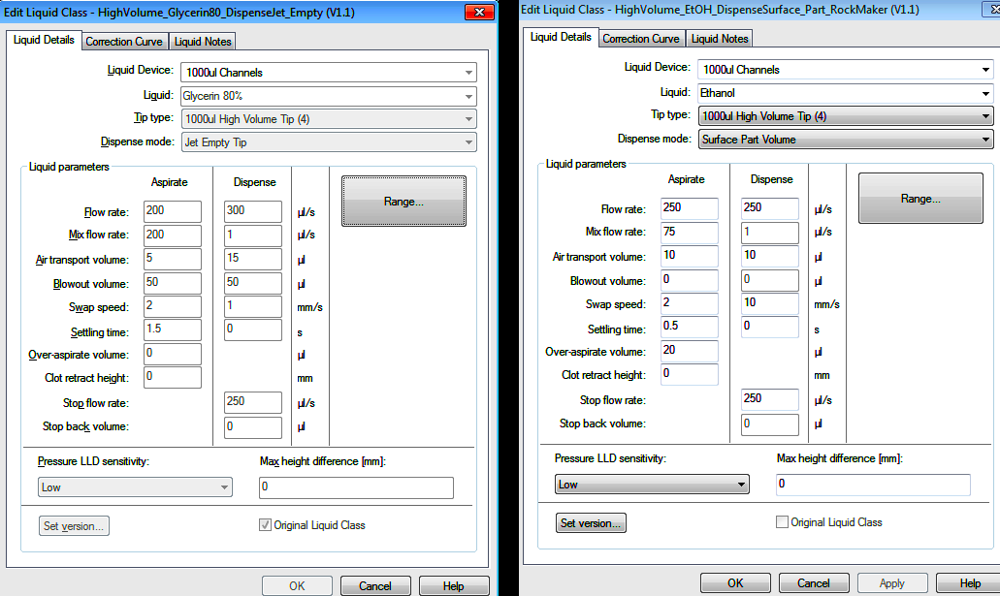 Edit Liquid Class - HighVolume_Glycerin80_DispenseJet_Empty (V1.1)
Liquid Details Correction Curve Liquid Notes
Liquid Device: 1000ul Channels
Liquid: Glycerin 80%
Tip type: 1000ul High Volume Tip (4)
Dispense mode: Jet Empty Tip
Liquid parameters
Aspirate Dispense
Range...
Flow rate: 200 300 µl/s
Mix flow rate: 200 1 µl/s
Air transport volume: 5 15 µl
Blowout volume: 50 50 µl
Swap speed: 2 1 mm/s
Settling time: 1.5 0 s
Over-aspirate volume: 0 µl
Clot retract height: 0 mm
Stop flow rate: 250 µl/s
Stop back volume: 0 µl
Pressure LLD sensitivity: Max height difference [mm]:
Low 0
Set version... Original Liquid Class
OK Cancel Help
Edit Liquid Class - HighVolume_EtOH_DispenseSurface_Part_RockMaker (V1.1)
Liquid Details Correction Curve Liquid Notes
Liquid Device: 1000ul Channels
Liquid: Ethanol
Tip type: 1000ul High Volume Tip (4)
Dispense mode: Surface Part Volume
Liquid parameters
Aspirate Dispense
Range...
Flow rate: 250 250 µl/s
Mix flow rate: 75 1 µl/s
Air transport volume: 10 10 µl
Blowout volume: 0 0 µl
Swap speed: 2 10 mm/s
Settling time: 0.5 0 s
Over-aspirate volume: 20 µl
Clot retract height: 0 mm
Stop flow rate: 250 µl/s
Stop back volume: 0 µl
Pressure LLD sensitivity: Max height difference [mm]:
Low 0
Set version... Original Liquid Class
OK Cancel Apply Help